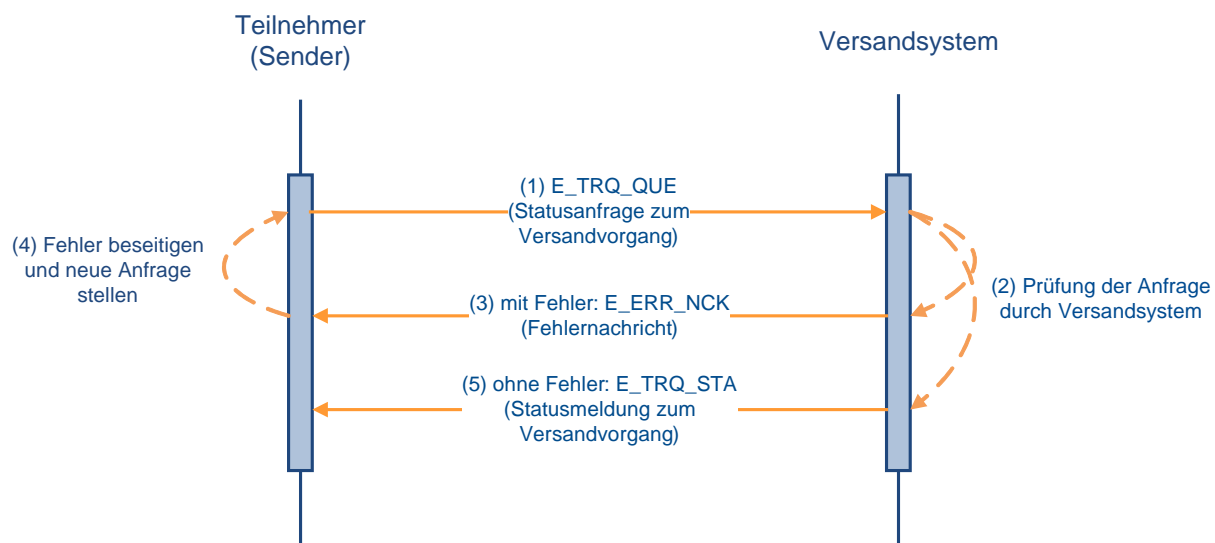 Teilnehmer
(Sender)
Versandsystem
(1) E_TRQ_QUE
(Statusanfrage zum
Versandvorgang)
(4) Fehler beseitigen
und neue Anfrage
stellen
(2) Prüfung der Anfrage
durch Versandsystem
(3) mit Fehler: E_ERR_NCK
(Fehlernachricht)
(5) ohne Fehler: E_TRQ_STA
(Statusmeldung zum
Versandvorgang)